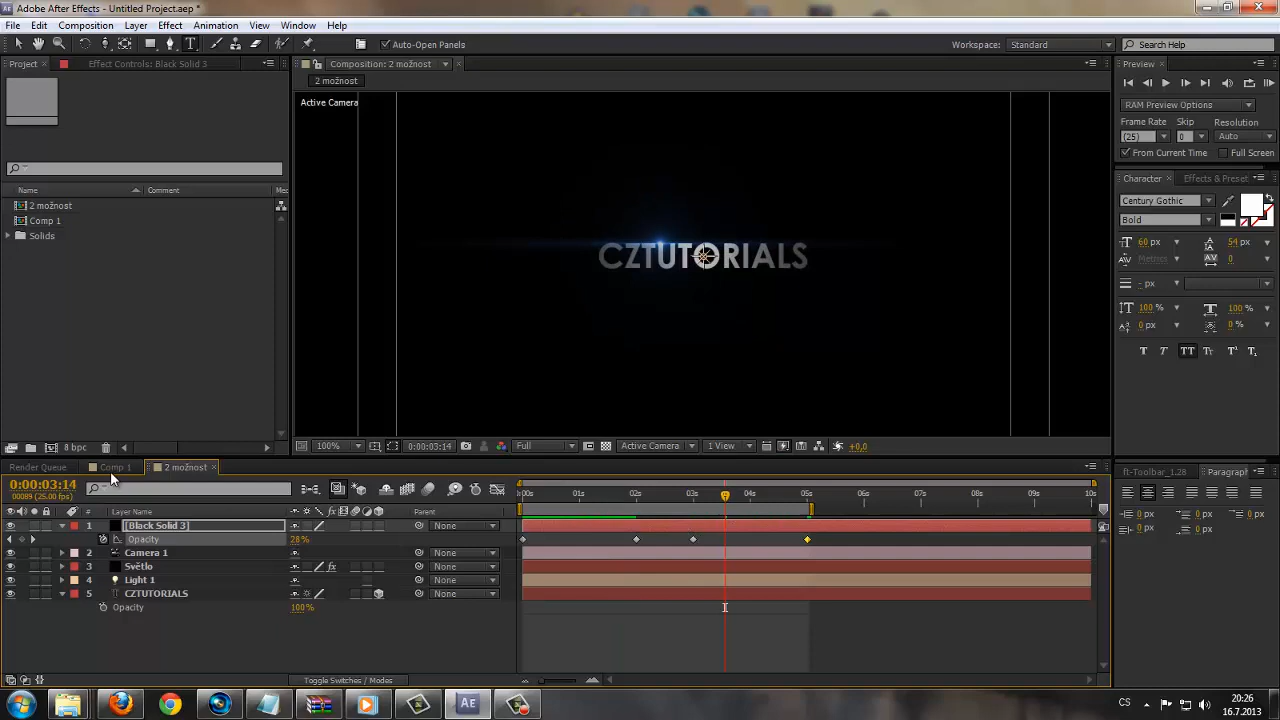 Adobe After Effects - Untitled Project.aep *
File Edit Composition Layer Effect Animation View Window Help
Auto-Open Panels
Workspace: Standard
Search Help
Project
Effect Controls: Black Solid 3
Composition: 2 možnost
2 možnost
Active Camera
CZTUTORIALS
Name
Comment
2 možnost
Comp 1
Solids
8 bpc
100%
0:00:03:14
Full
Active Camera
1 View
+0,0
Preview
RAM Preview Options
Frame Rate Skip Resolution
(25) 0 Auto
From Current Time Full Screen
Character
Effects & Preset
Century Gothic
Bold
60 px 54 px
Metrics 0
- px
100 % 100 %
0 px 0 %
Render Queue
Comp 1
2 možnost
0:00:03:14
00089 (25.00 fps)
# Layer Name Parent
1 [Black Solid 3] None
Opacity 28%
2 Camera 1 None
3 Světlo None
4 Light 1 None
5 CZTUTORIALS None
Opacity 100%
0:00s 01s 02s 03s 04s 05s 06s 07s 08s 09s 10s
Toggle Switches / Modes
ft-Toolbar_1.28
Paragraph
0 px 0 px 0 px
0 px 0 px
CS
20:26
16.7.2013